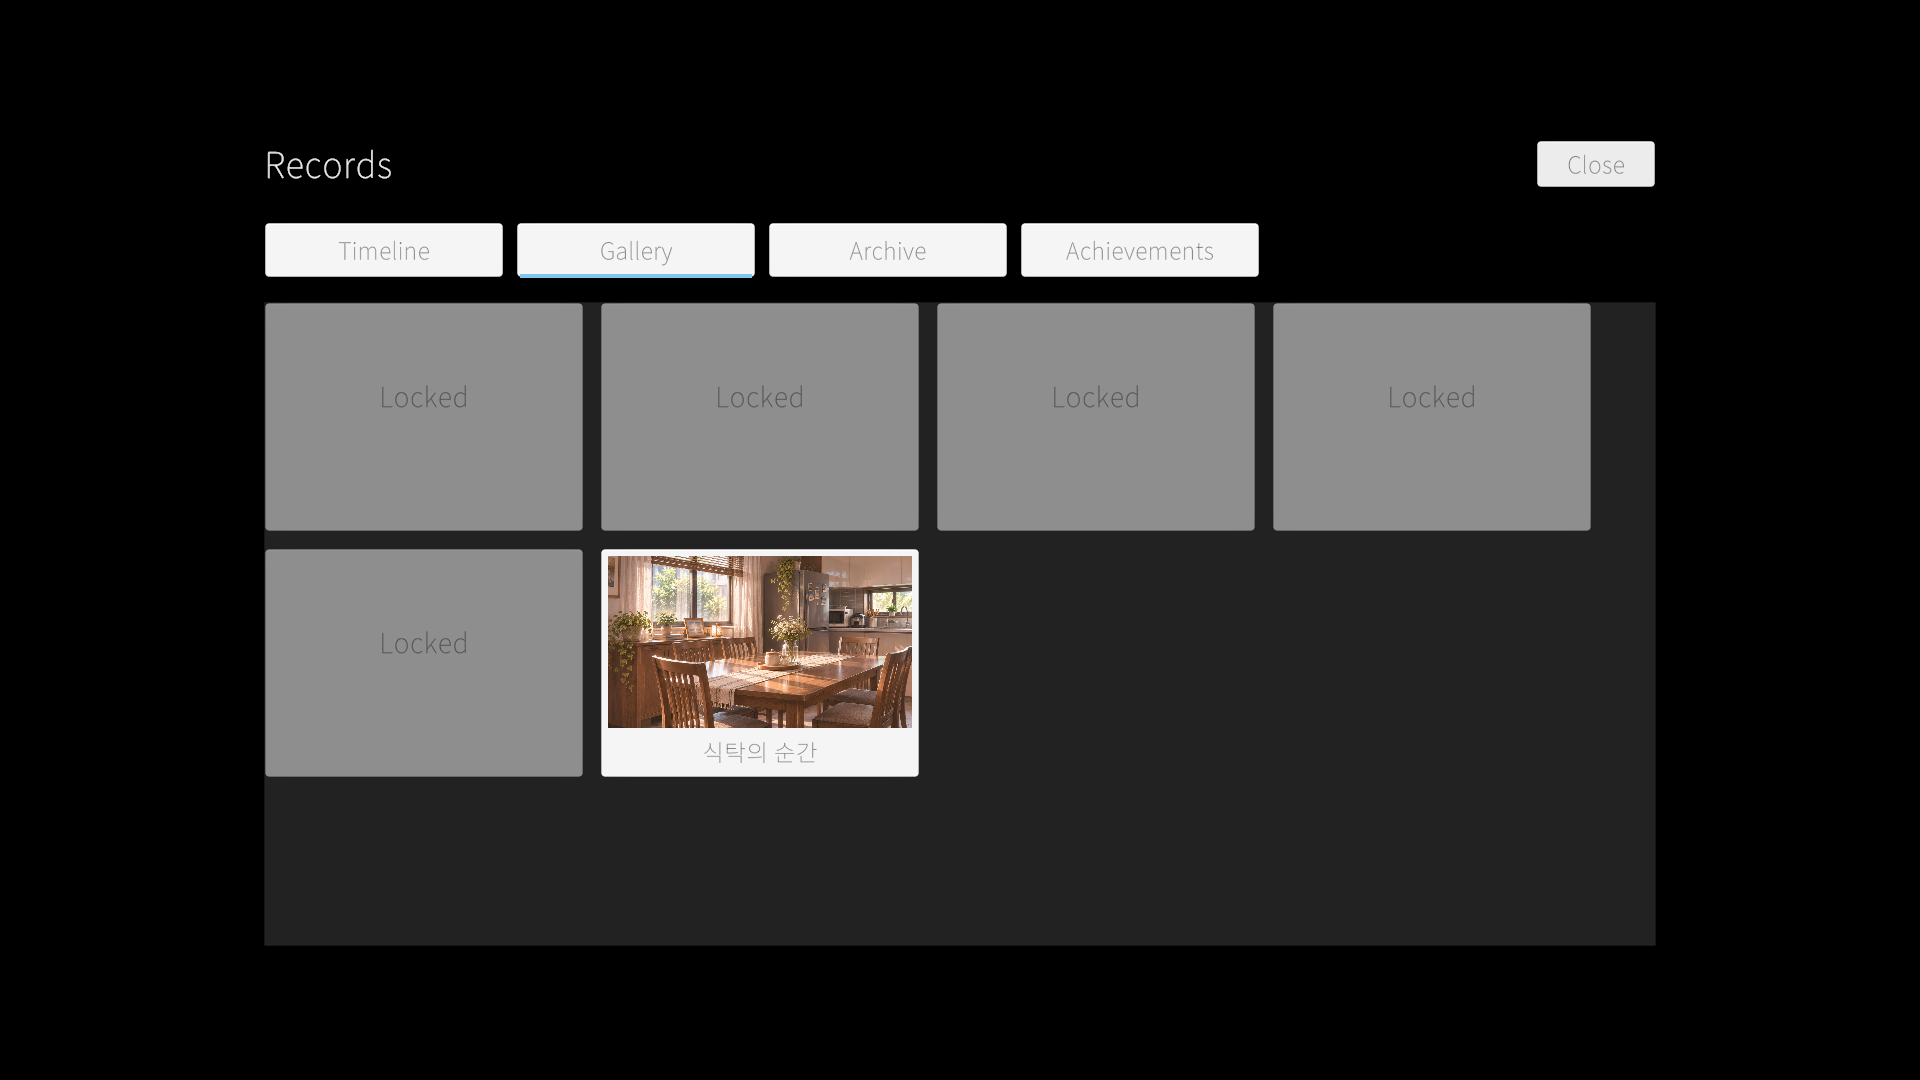 Records
Close
Timeline
Gallery
Archive
Achievements
Locked
Locked
Locked
Locked
Locked
식탁의 순간